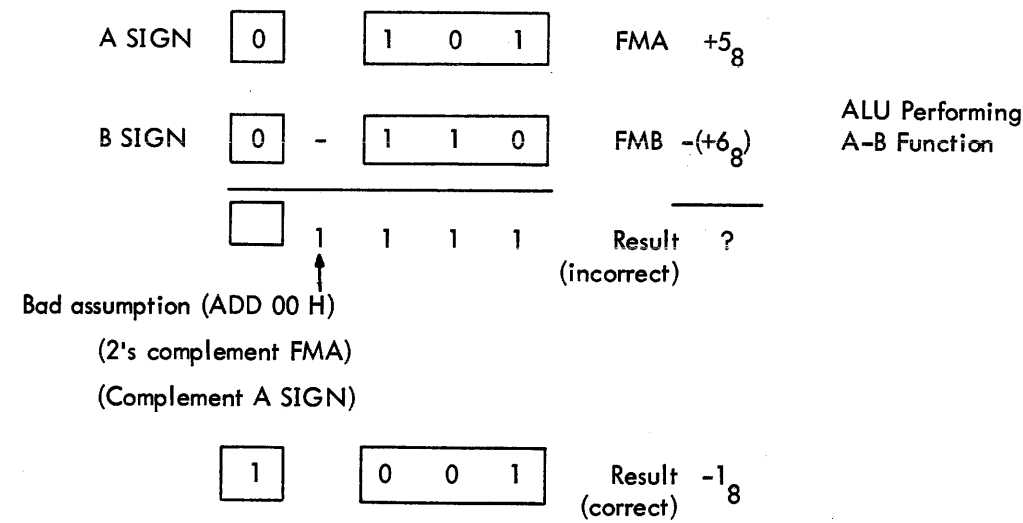 A SIGN 0 1 0 1 FMA +5₈
B SIGN 0 - 1 1 0 FMB -(+6₈)
ALU Performing
A-B Function
1 1 1 1 Result ?
(incorrect)
Bad assumption (ADD 00 H)
(2's complement FMA)
(Complement A SIGN)
1 0 0 1 Result -1₈
(correct)